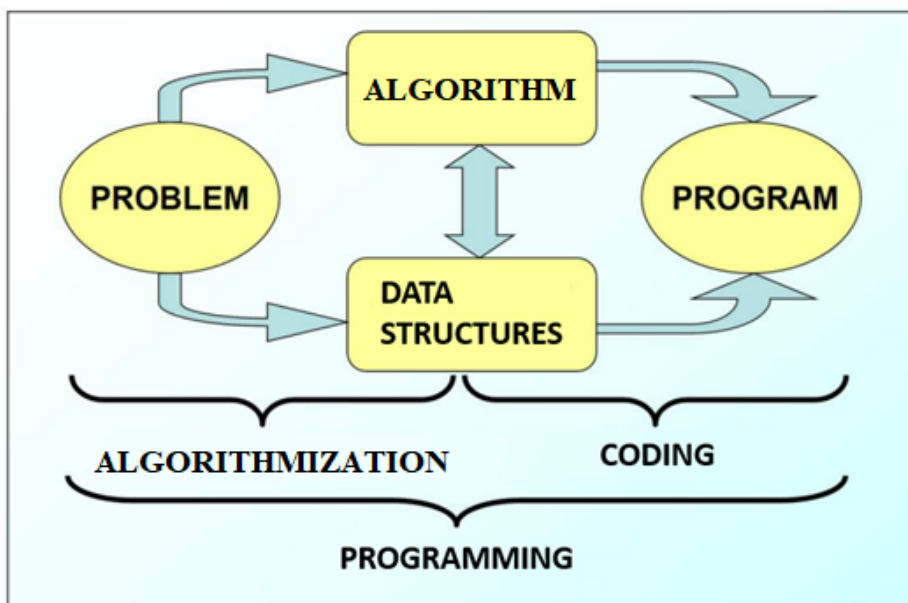 ALGORITHM
PROBLEM
PROGRAM
DATA
STRUCTURES
ALGORITHMIZATION
CODING
PROGRAMMING